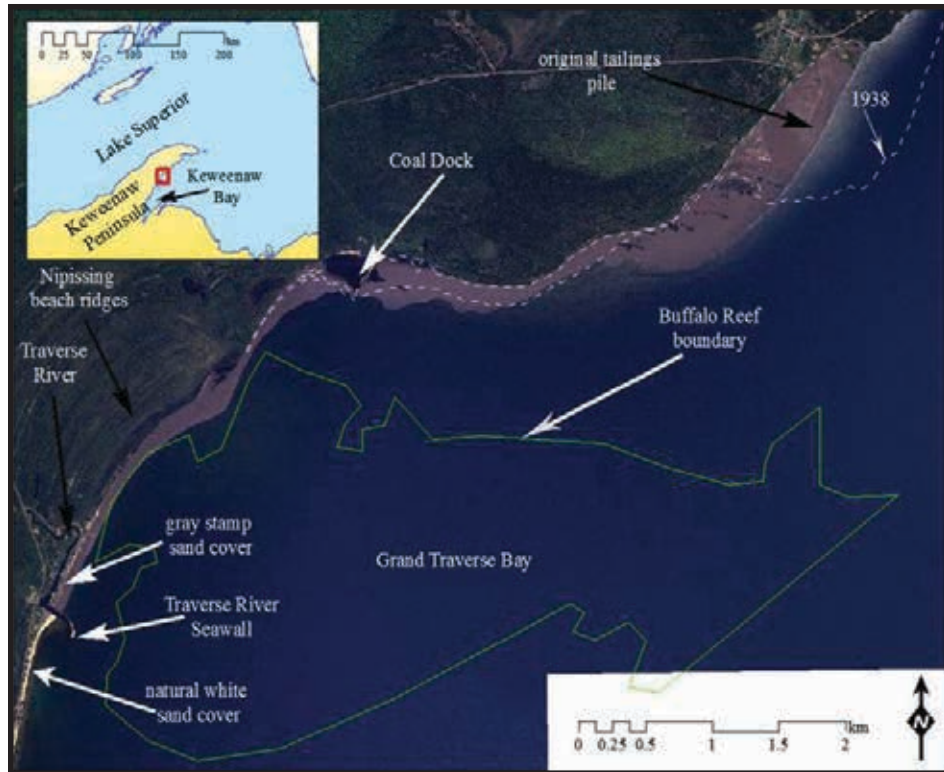 0 25 50 100 150 200
km
Lake Superior
Keweenaw
Bay
Keweenaw
Peninsula
original tailings
pile
1938
Coal Dock
Nipissing
beach ridges
Traverse
River
Buffalo Reef
boundary
gray stamp
sand cover
Grand Traverse Bay
Traverse River
Seawall
natural white
sand cover
km
0 0.25 0.5 1 1.5 2
N